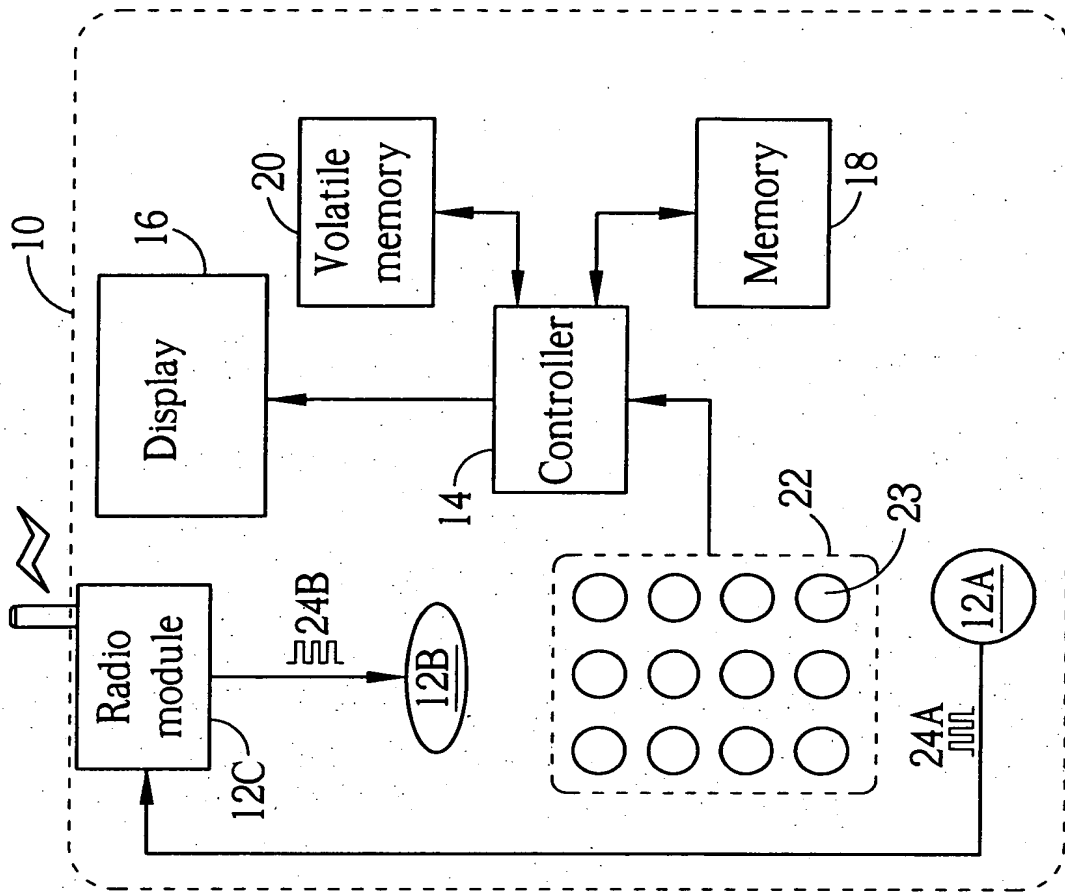 10
Radio
module
12C
24B
12B
Display
16
Volatile
memory
20
Controller
14
Memory
18
22
23
24A
12A